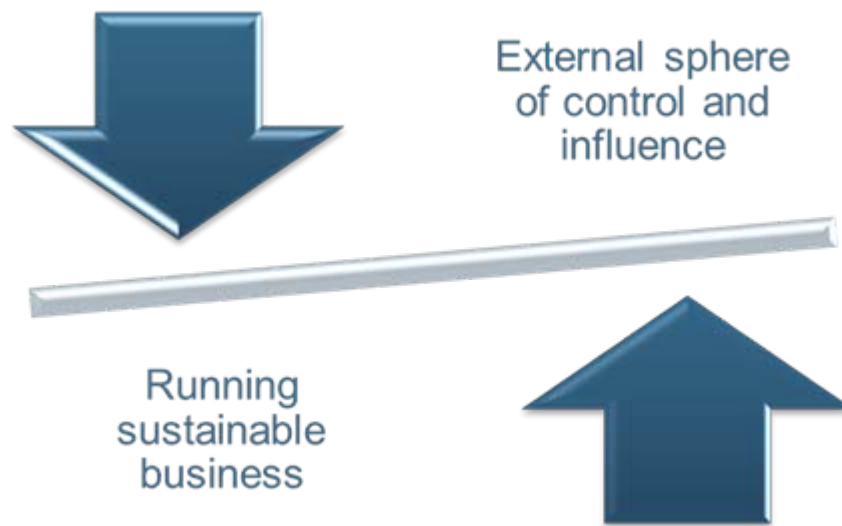 External sphere
of control and
influence
Running
sustainable
business